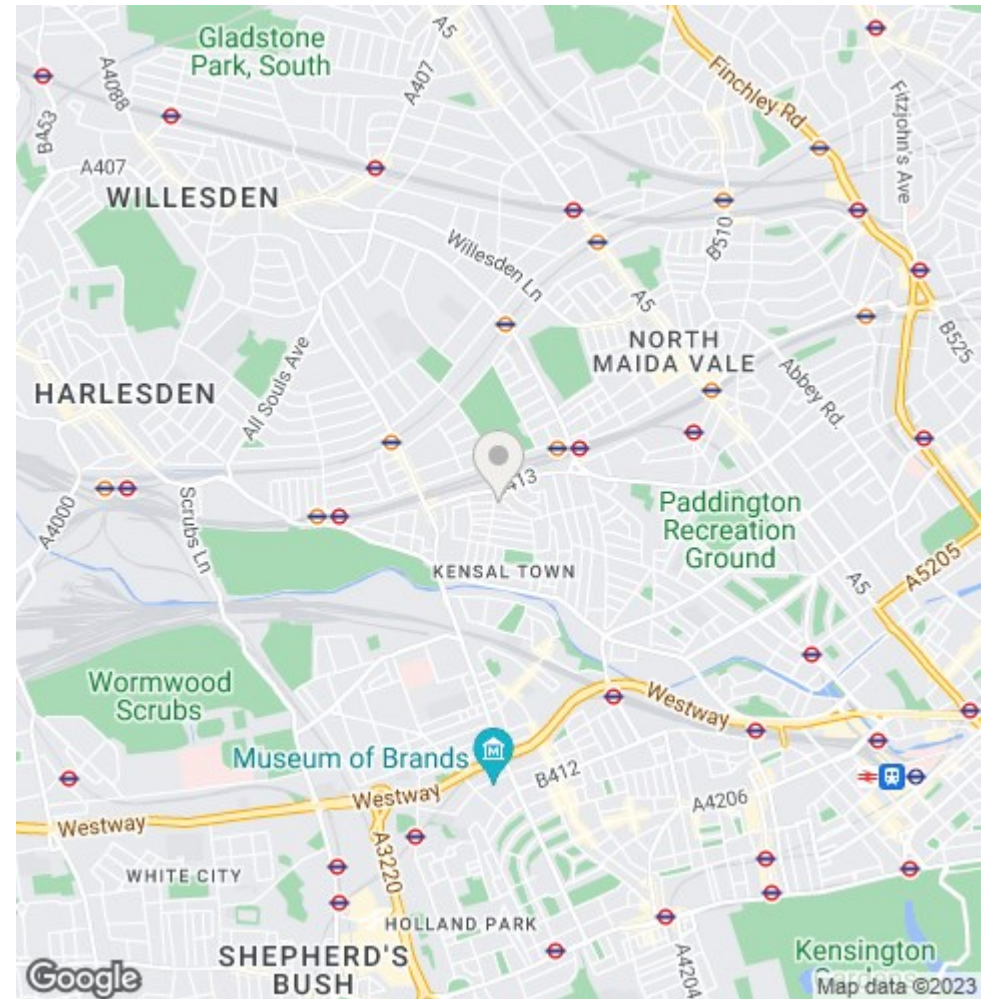 Gladstone
Park, South
A5
A407
A4088
B453
A407
Finchley Rd
Fitzjohn's Ave
WILLESDEN
B510
Willesden Ln
A5
NORTH
MAIDA VALE
B525
All Souls Ave
HARLESDEN
Abbey Rd.
413
A4000
Scrubs Ln
Paddington
Recreation
Ground
KENSAL TOWN
A5
A5205
Wormwood
Scrubs
Westway
Museum of Brands
M
B412
Westway
A4206
Westway
A3220
WHITE CITY
HOLLAND PARK
SHEPHERD'S
BUSH
A4204
Kensington
Gardens
Google
Map data ©2023